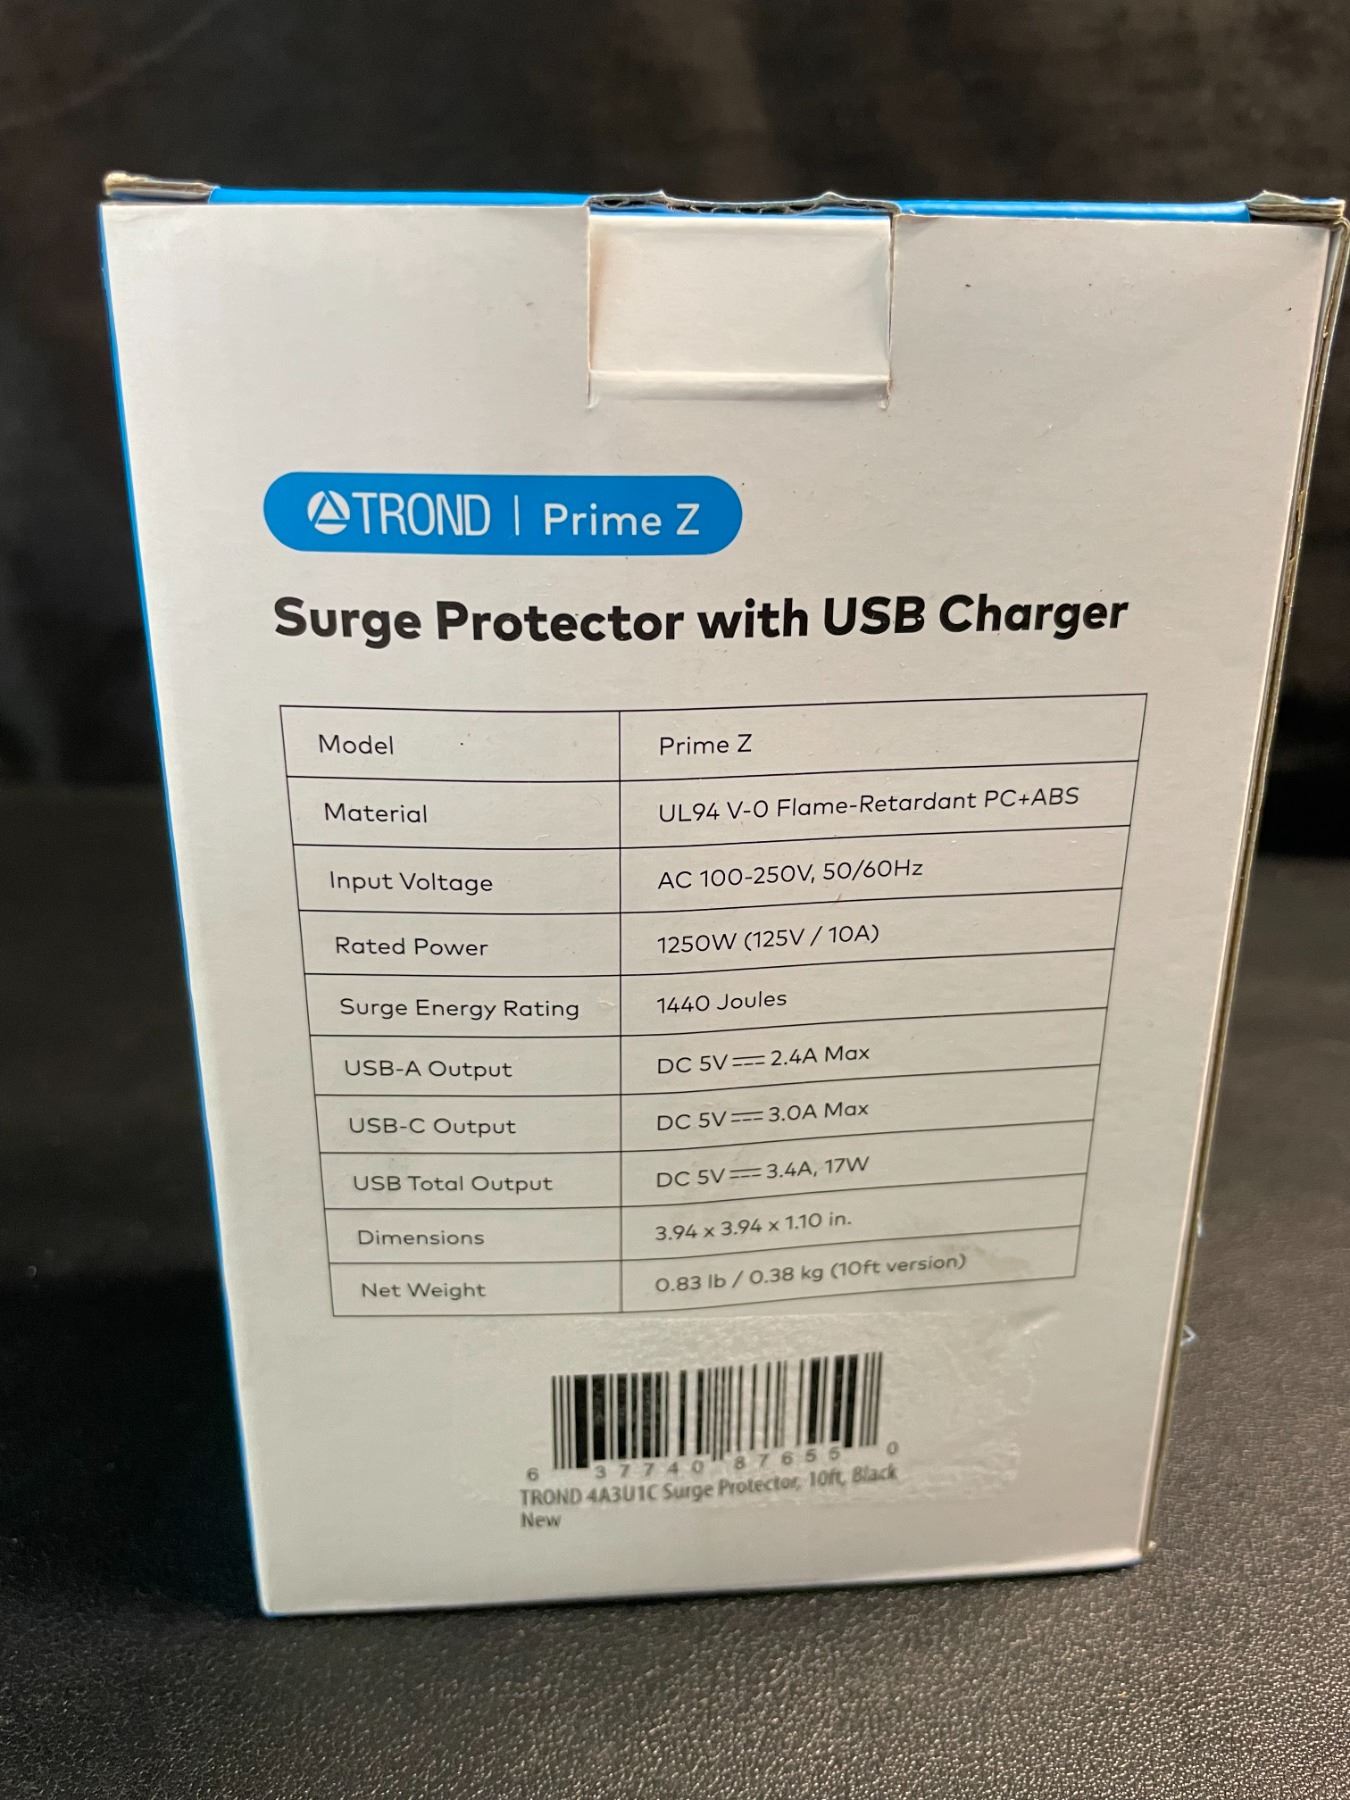 TROND | Prime Z
Surge Protector with USB Charger
Model Prime Z
Material UL94 V-0 Flame-Retardant PC+ABS
Input Voltage AC 100-250V, 50/60Hz
Rated Power 1250W (125V / 10A)
Surge Energy Rating 1440 Joules
USB-A Output DC 5V⎓2.4A Max
USB-C Output DC 5V⎓3.0A Max
USB Total Output DC 5V⎓3.4A, 17W
Dimensions 3.94 x 3.94 x 1.10 in.
Net Weight 0.83 lb / 0.38 kg (10ft version)
6 37740 87655 0
TROND 4A3U1C Surge Protector, 10ft, Black
New